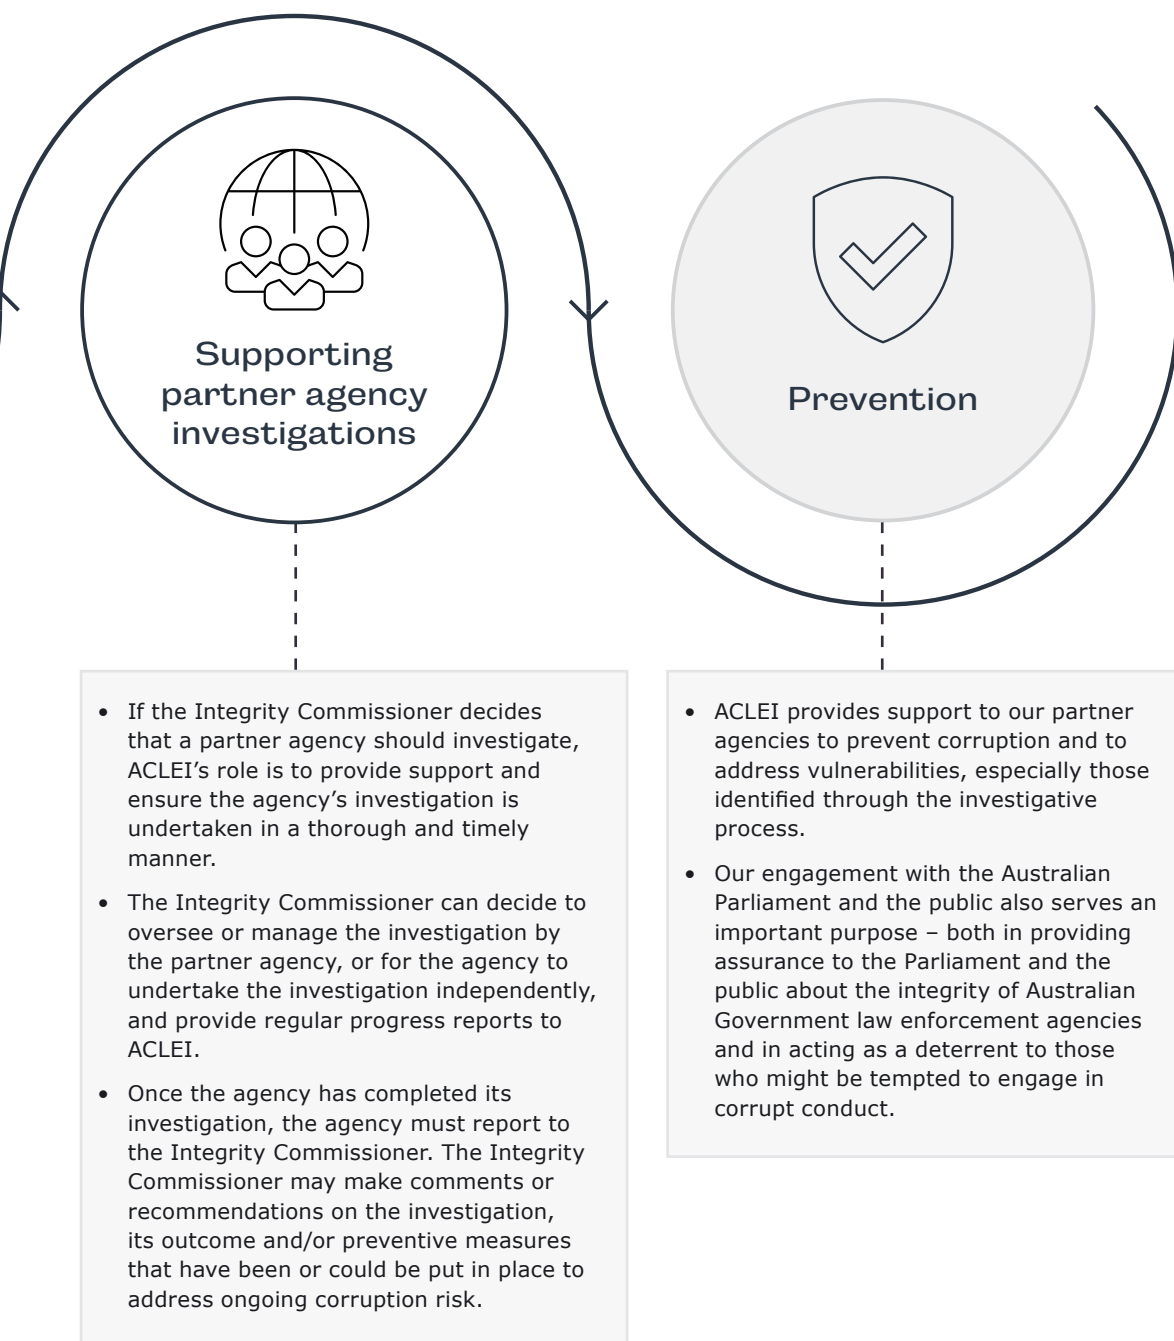 Supporting
partner agency
investigations
Prevention
• If the Integrity Commissioner decides
that a partner agency should investigate,
ACLEI’s role is to provide support and
ensure the agency’s investigation is
undertaken in a thorough and timely
manner.
• The Integrity Commissioner can decide to
oversee or manage the investigation by
the partner agency, or for the agency to
undertake the investigation independently,
and provide regular progress reports to
ACLEI.
• Once the agency has completed its
investigation, the agency must report to
the Integrity Commissioner. The Integrity
Commissioner may make comments or
recommendations on the investigation,
its outcome and/or preventive measures
that have been or could be put in place to
address ongoing corruption risk.
• ACLEI provides support to our partner
agencies to prevent corruption and to
address vulnerabilities, especially those
identified through the investigative
process.
• Our engagement with the Australian
Parliament and the public also serves an
important purpose – both in providing
assurance to the Parliament and the
public about the integrity of Australian
Government law enforcement agencies
and in acting as a deterrent to those
who might be tempted to engage in
corrupt conduct.